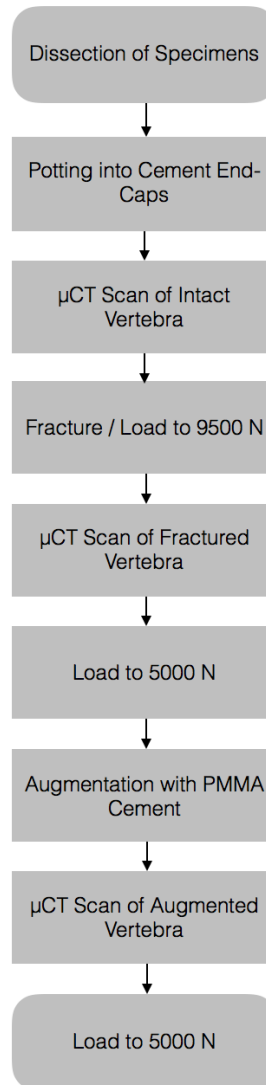 Dissection of Specimens
Potting into Cement End-
Caps
µCT Scan of Intact
Vertebra
Fracture / Load to 9500 N
µCT Scan of Fractured
Vertebra
Load to 5000 N
Augmentation with PMMA
Cement
µCT Scan of Augmented
Vertebra
Load to 5000 N